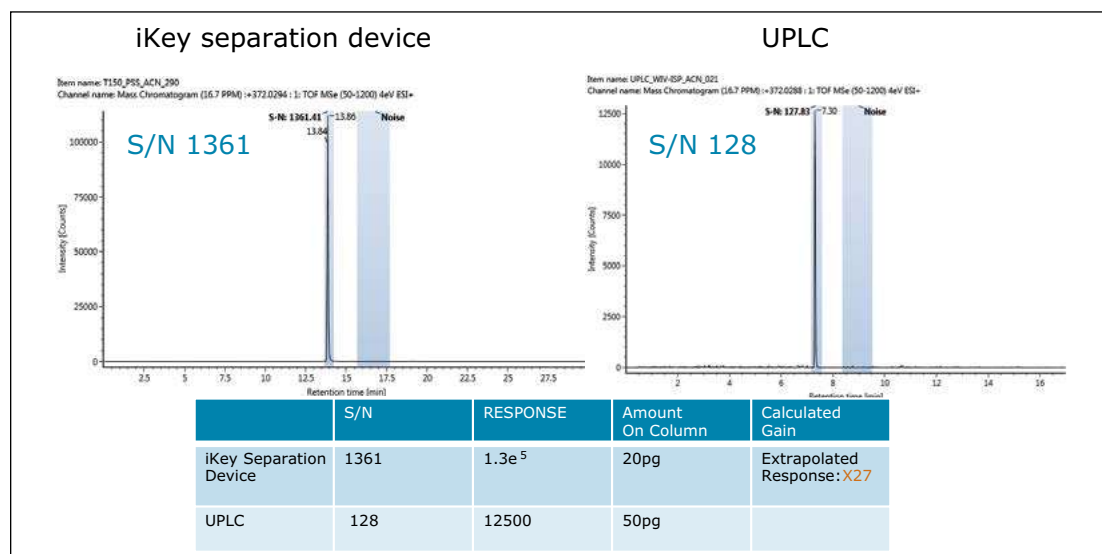 iKey separation device
UPLC
Item name: T150_PSS_ACN_290
Channel name: Mass Chromatogram (16.7 PPM) :+372.0294 : 1: TOF MSe (50-1200) 4eV ESI+
S-N: 1361.41
13.86
Noise
13.84
S/N 1361
100000
75000
50000
25000
0
Intensity [Counts]
2.5 5 7.5 10 12.5 15 17.5 20 22.5 25 27.5
Retention time [min]
Item name: UPLC_WIV-ISP_ACN_021
Channel name: Mass Chromatogram (16.7 PPM) :+372.0288 : 1: TOF MSe (50-1200) 4eV ESI+
S-N: 127.83
7.30
Noise
S/N 128
12500
10000
7500
5000
2500
0
Intensity [Counts]
2 4 6 8 10 12 14 16
Retention time [min]
S/N RESPONSE Amount On Column Calculated Gain
iKey Separation Device 1361 1.3e⁵ 20pg Extrapolated Response:X27
UPLC 128 12500 50pg